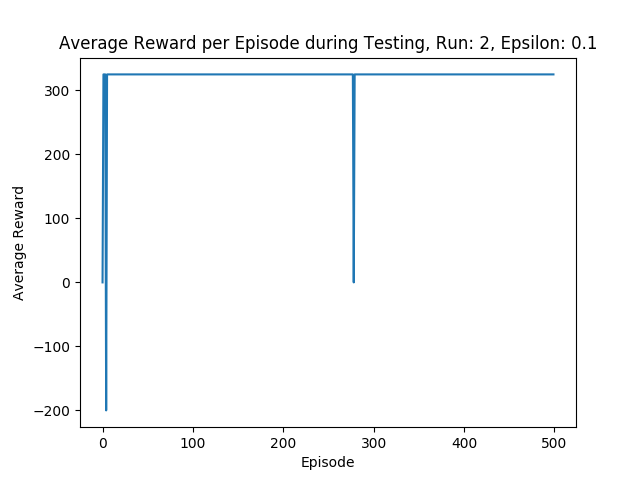 Average Reward per Episode during Testing, Run: 2, Epsilon: 0.1
300
200
100
0
−100
−200
Average Reward
0 100 200 300 400 500
Episode